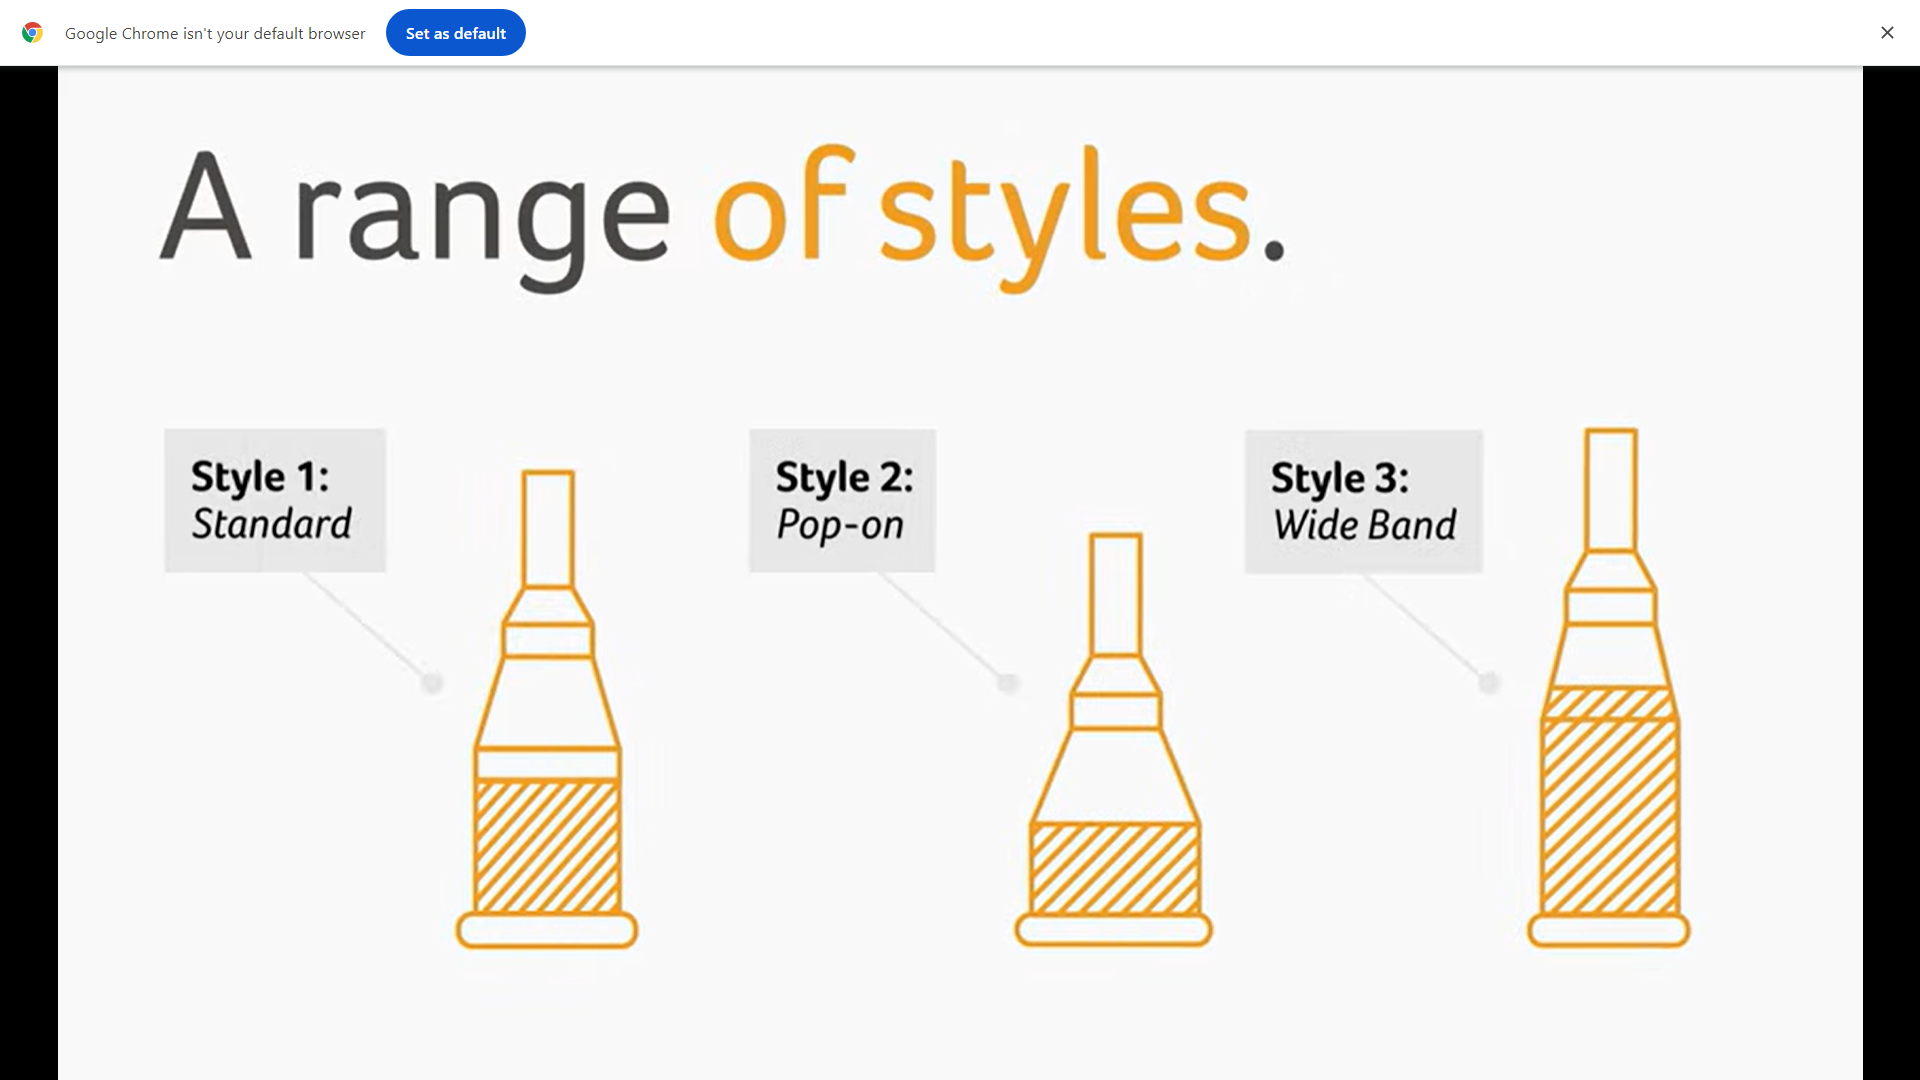 Google Chrome isn't your default browser
Set as default
A range of styles.
Style 1:
Standard
Style 2:
Pop-on
Style 3:
Wide Band